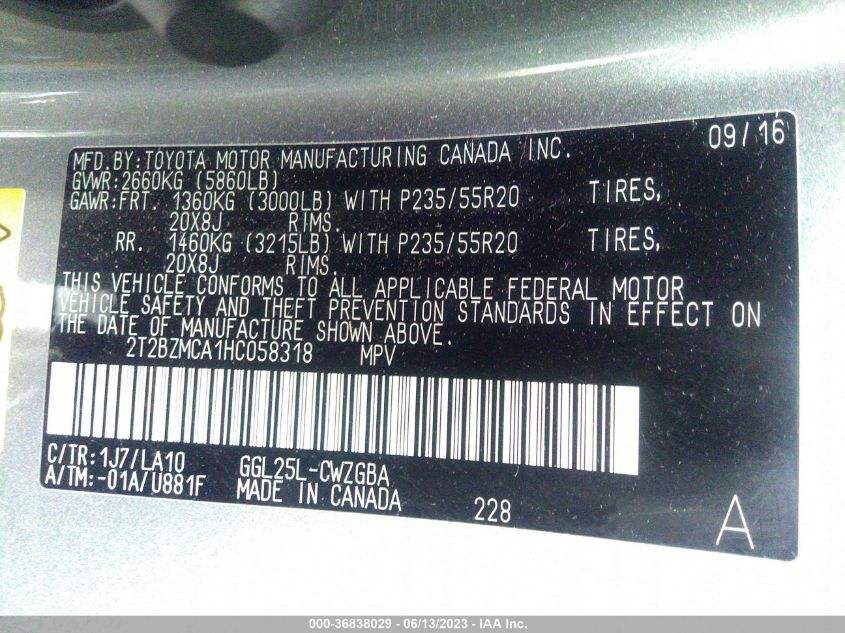 09/16
MFD.BY:TOYOTA MOTOR MANUFACTURING CANADA INC.
GVWR:2660KG (5860LB)
GAWR:FRT. 1360KG (3000LB) WITH P235/55R20 TIRES,
20X8J RIMS.
RR. 1460KG (3215LB) WITH P235/55R20 TIRES,
20X8J RIMS.
THIS VEHICLE CONFORMS TO ALL APPLICABLE FEDERAL MOTOR
VEHICLE SAFETY AND THEFT PREVENTION STANDARDS IN EFFECT ON
THE DATE OF MANUFACTURE SHOWN ABOVE.
2T2BZMCA1HC058318 MPV
C/TR:1J7/LA10 GGL25L-CWZGBA
A/TM:-01A/U881F MADE IN CANADA 228 A
000-36838029 - 06/13/2023 - IAA Inc.